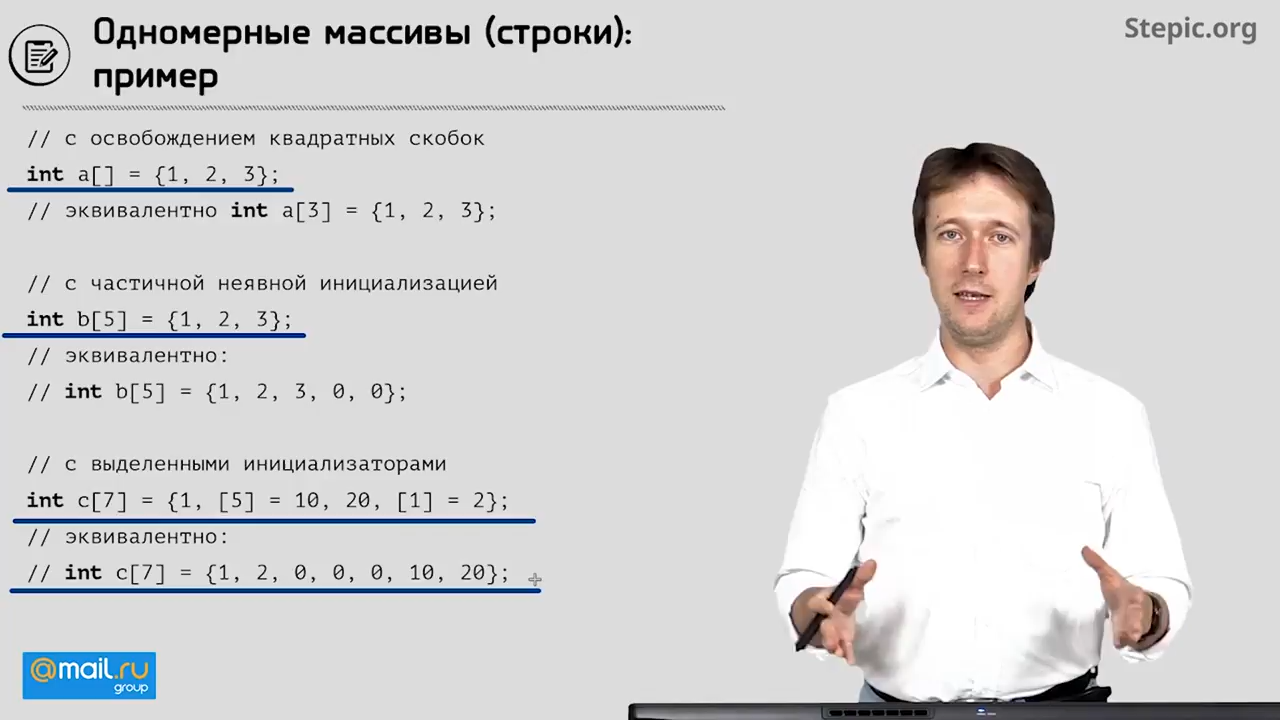 Одномерные массивы (строки):
пример
Stepic.org
// с освобождением квадратных скобок
int a[] = {1, 2, 3};
// эквивалентно int a[3] = {1, 2, 3};
// с частичной неявной инициализацией
int b[5] = {1, 2, 3};
// эквивалентно:
// int b[5] = {1, 2, 3, 0, 0};
// с выделенными инициализаторами
int c[7] = {1, [5] = 10, 20, [1] = 2};
// эквивалентно:
// int c[7] = {1, 2, 0, 0, 0, 10, 20};
@mail.ru
group